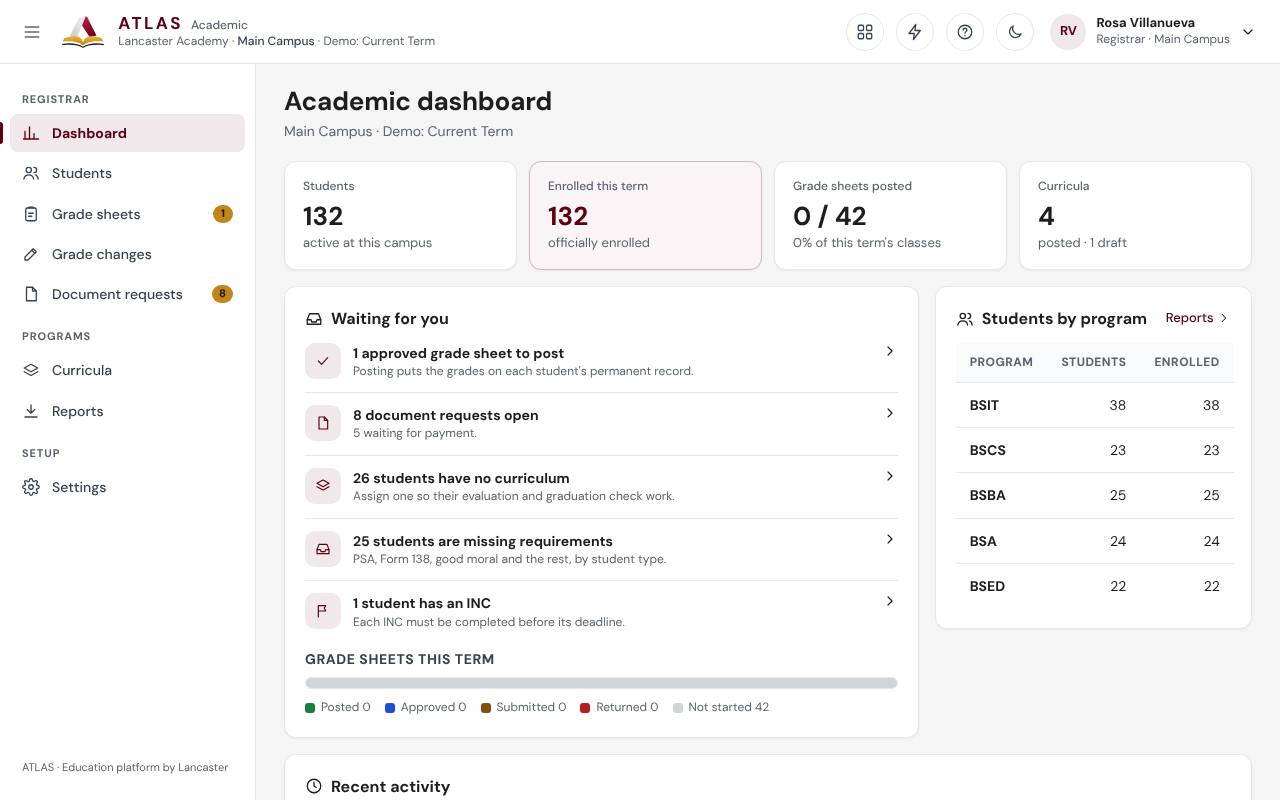 ATLAS Academic
Lancaster Academy · Main Campus · Demo: Current Term
RV
Rosa Villanueva
Registrar · Main Campus
REGISTRAR
Dashboard
Students
Grade sheets 1
Grade changes
Document requests 8
PROGRAMS
Curricula
Reports
SETUP
Settings
ATLAS · Education platform by Lancaster
Academic dashboard
Main Campus · Demo: Current Term
Students
132
active at this campus
Enrolled this term
132
officially enrolled
Grade sheets posted
0 / 42
0% of this term's classes
Curricula
4
posted · 1 draft
Waiting for you
1 approved grade sheet to post
Posting puts the grades on each student's permanent record.
8 document requests open
5 waiting for payment.
26 students have no curriculum
Assign one so their evaluation and graduation check work.
25 students are missing requirements
PSA, Form 138, good moral and the rest, by student type.
1 student has an INC
Each INC must be completed before its deadline.
GRADE SHEETS THIS TERM
Posted 0 Approved 0 Submitted 0 Returned 0 Not started 42
Students by program Reports
PROGRAM STUDENTS ENROLLED
BSIT 38 38
BSCS 23 23
BSBA 25 25
BSA 24 24
BSED 22 22
Recent activity